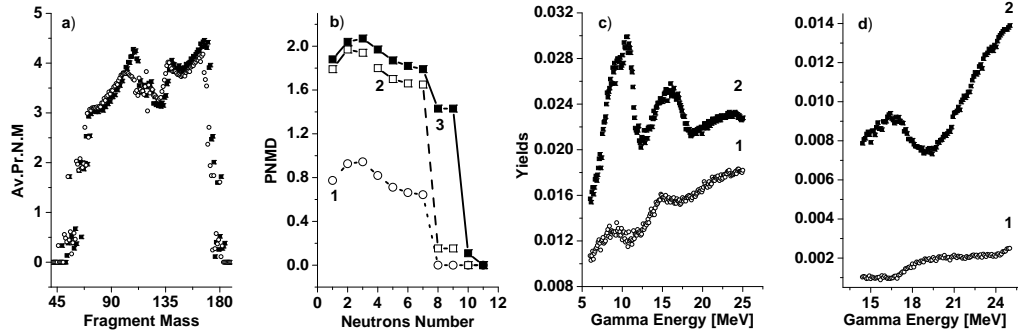 a)
Av.Pr.N.M
5
4
3
2
1
0
45 90 135 180
Fragment Mass
b)
PNMD
2.0
1.6
1.2
0.8
0.4
0.0
2
3
1
0 2 4 6 8 10 12
Neutrons Number
c)
Yields
0.032
0.028
0.024
0.020
0.016
0.012
0.008
2
1
5 10 15 20 25
Gamma Energy [MeV]
d)
0.014
0.012
0.010
0.008
0.006
0.004
0.002
2
1
15 18 21 24
Gamma Energy [MeV]